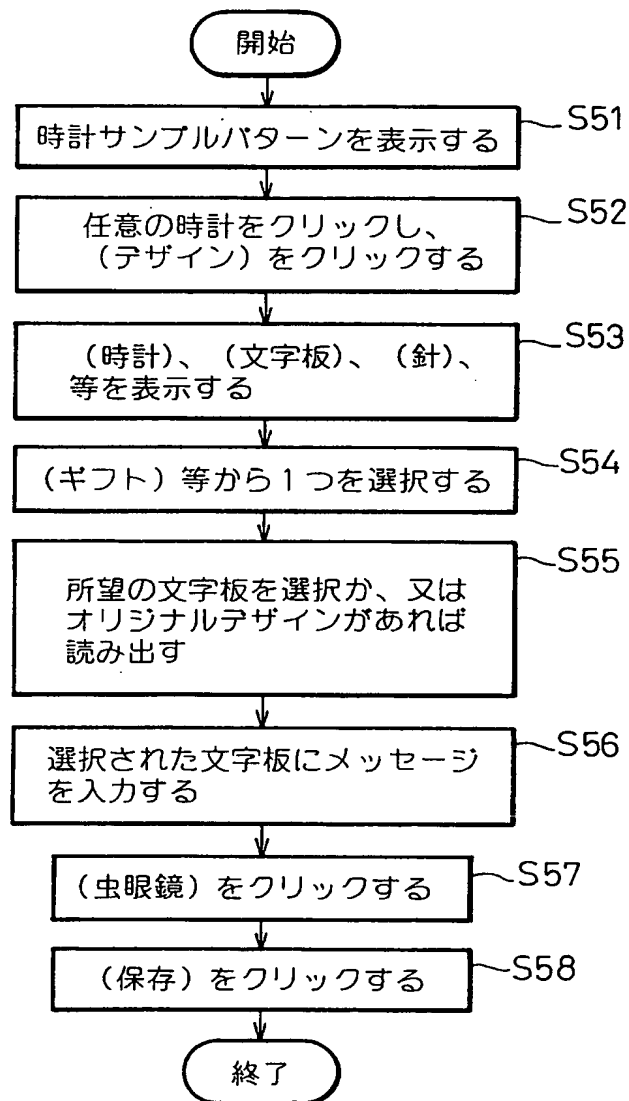 開始
時計サンプルパターンを表示する
S51
任意の時計をクリックし、
(デザイン)をクリックする
S52
(時計)、(文字板)、(針)、
等を表示する
S53
(ギフト)等から1つを選択する
S54
所望の文字板を選択か、又は
オリジナルデザインがあれば
読み出す
S55
選択された文字板にメッセージ
を入力する
S56
(虫眼鏡)をクリックする
S57
(保存)をクリックする
S58
終了